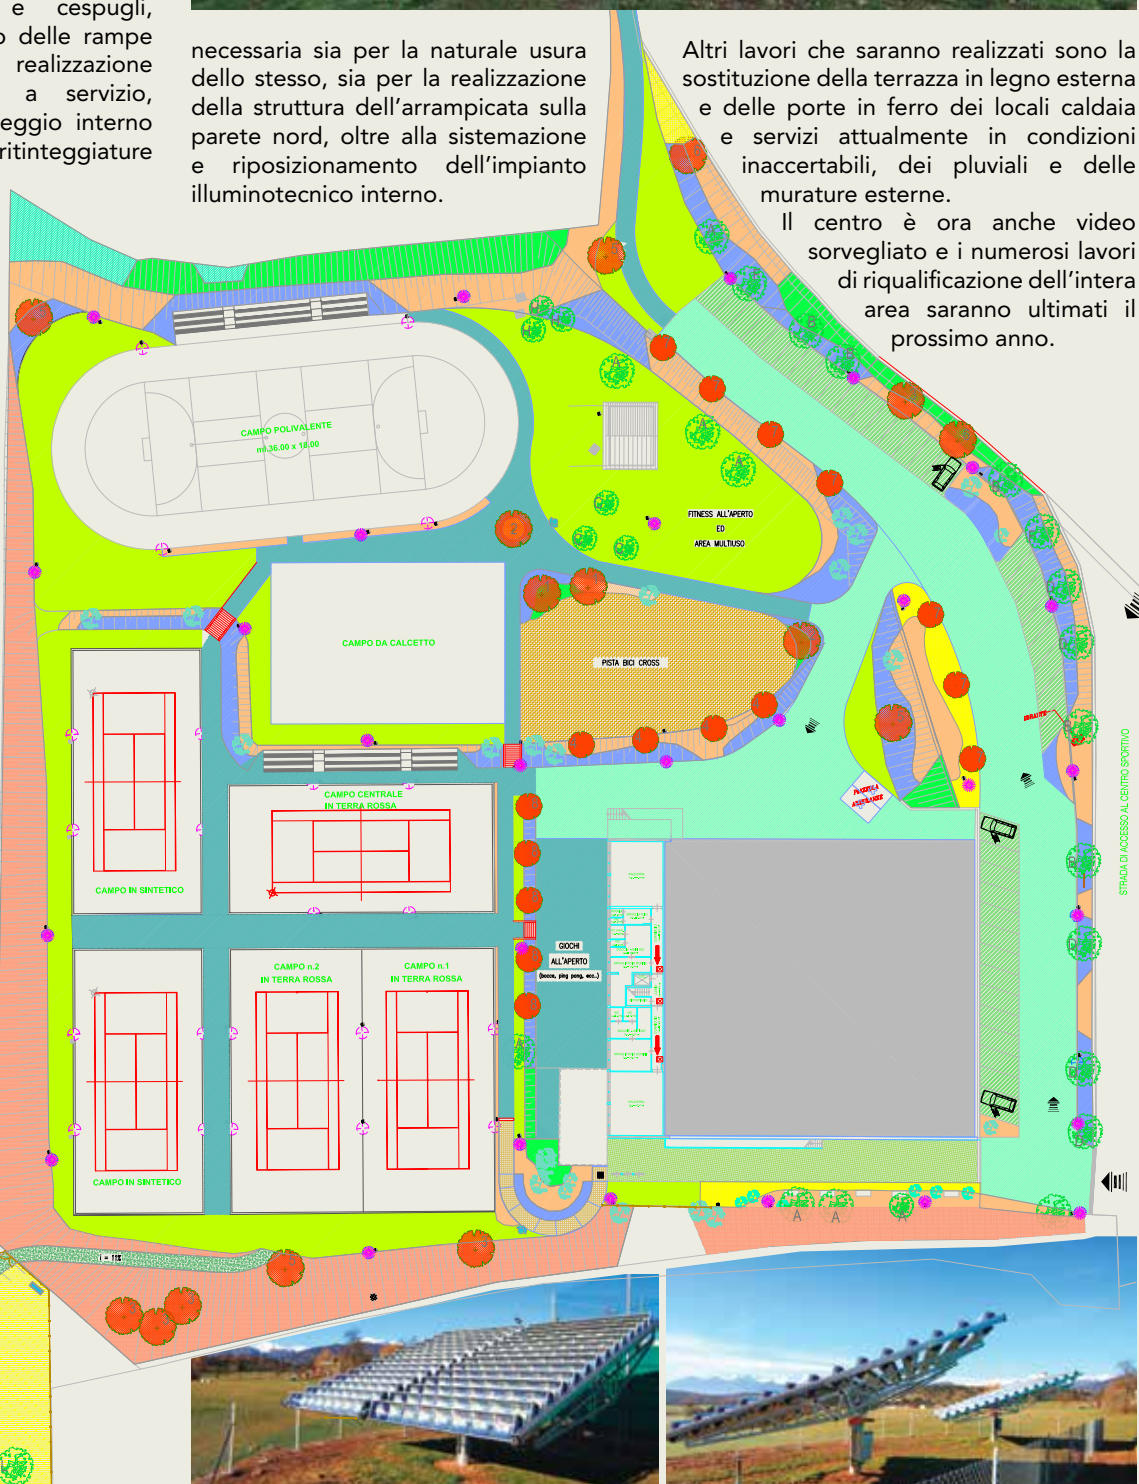 e cespugli,
delle rampe
realizzazione
a servizio,
interno
ritinteggiature
necessaria sia per la naturale usura
dello stesso, sia per la realizzazione
della struttura dell’arrampicata sulla
parete nord, oltre alla sistemazione
e riposizionamento dell’impianto
illuminotecnico interno.
Altri lavori che saranno realizzati sono la
sostituzione della terrazza in legno esterna
e delle porte in ferro dei locali caldaia
e servizi attualmente in condizioni
inaccertabili, dei pluviali e delle
murature esterne.
Il centro è ora anche video
sorvegliato e i numerosi lavori
di riqualificazione dell’intera
area saranno ultimati il
prossimo anno.
CAMPO POLIVALENTE
ml.36.00 x 18.00
FITNESS ALL'APERTO
ED
AREA MULTIUSO
CAMPO DA CALCETTO
PISTA BICI CROSS
CAMPO CENTRALE
IN TERRA ROSSA
CAMPO IN SINTETICO
GIOCHI
ALL'APERTO
(bocce, ping pong, ecc..)
CAMPO n.2
IN TERRA ROSSA
CAMPO n.1
IN TERRA ROSSA
CAMPO IN SINTETICO
STRADA DI ACCESSO AL CENTRO SPORTIVO